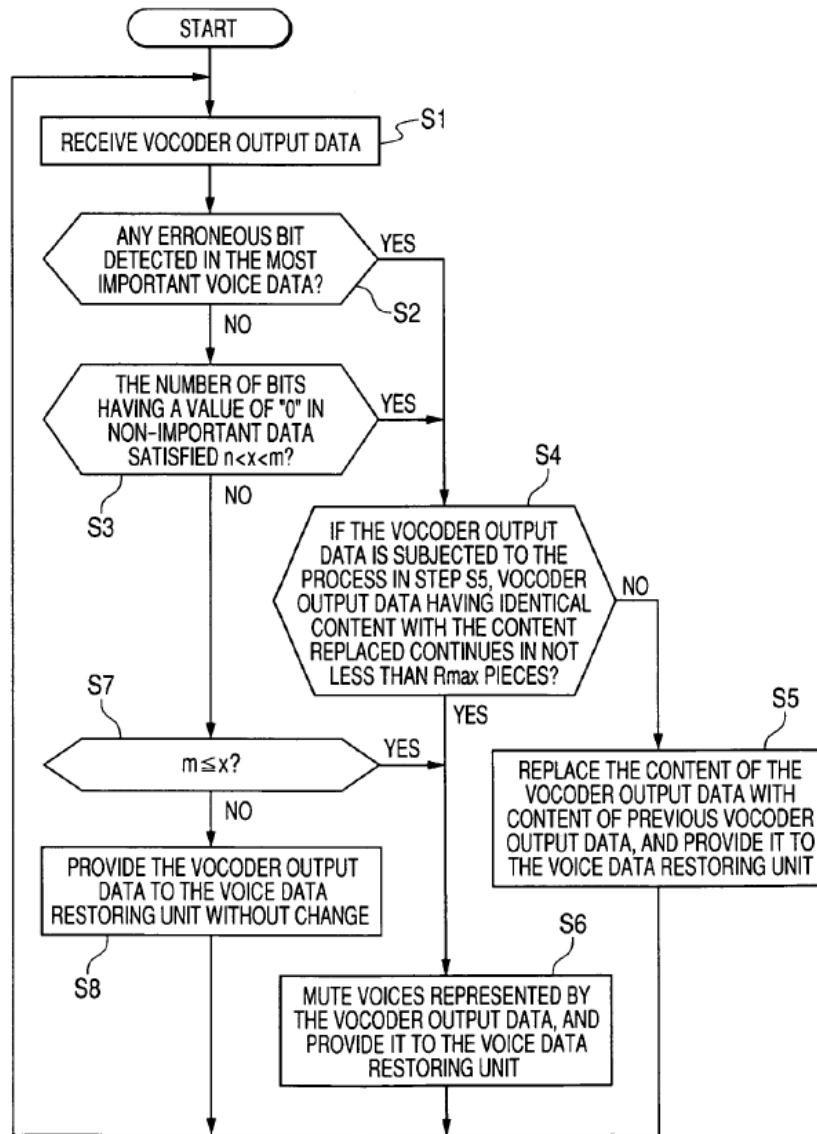 START
S1
RECEIVE VOCODER OUTPUT DATA
ANY ERRONEOUS BIT
DETECTED IN THE MOST
IMPORTANT VOICE DATA?
YES
S2
NO
THE NUMBER OF BITS
HAVING A VALUE OF "0" IN
NON-IMPORTANT DATA
SATISFIED n<x<m?
YES
S3
NO
S4
IF THE VOCODER OUTPUT
DATA IS SUBJECTED TO THE
PROCESS IN STEP S5, VOCODER
OUTPUT DATA HAVING IDENTICAL
CONTENT WITH THE CONTENT
REPLACED CONTINUES IN NOT
LESS THAN Rmax PIECES?
NO
YES
S7
m≦x?
YES
NO
S5
REPLACE THE CONTENT OF THE
VOCODER OUTPUT DATA WITH
CONTENT OF PREVIOUS VOCODER
OUTPUT DATA, AND PROVIDE IT TO
THE VOICE DATA RESTORING UNIT
PROVIDE THE VOCODER OUTPUT
DATA TO THE VOICE DATA
RESTORING UNIT WITHOUT CHANGE
S8
S6
MUTE VOICES REPRESENTED BY
THE VOCODER OUTPUT DATA, AND
PROVIDE IT TO THE VOICE DATA
RESTORING UNIT